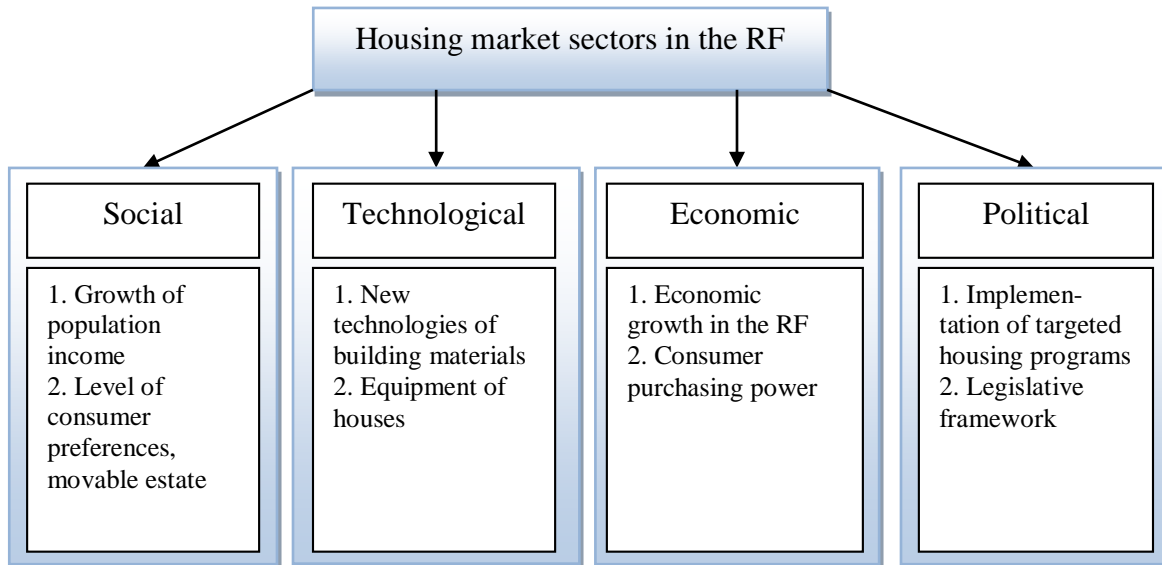 Housing market sectors in the RF
Social
1. Growth of
population
income
2. Level of
consumer
preferences,
movable estate
Technological
1. New
technologies of
building materials
2. Equipment of
houses
Economic
1. Economic
growth in the RF
2. Consumer
purchasing power
Political
1. Implemen-
tation of targeted
housing programs
2. Legislative
framework